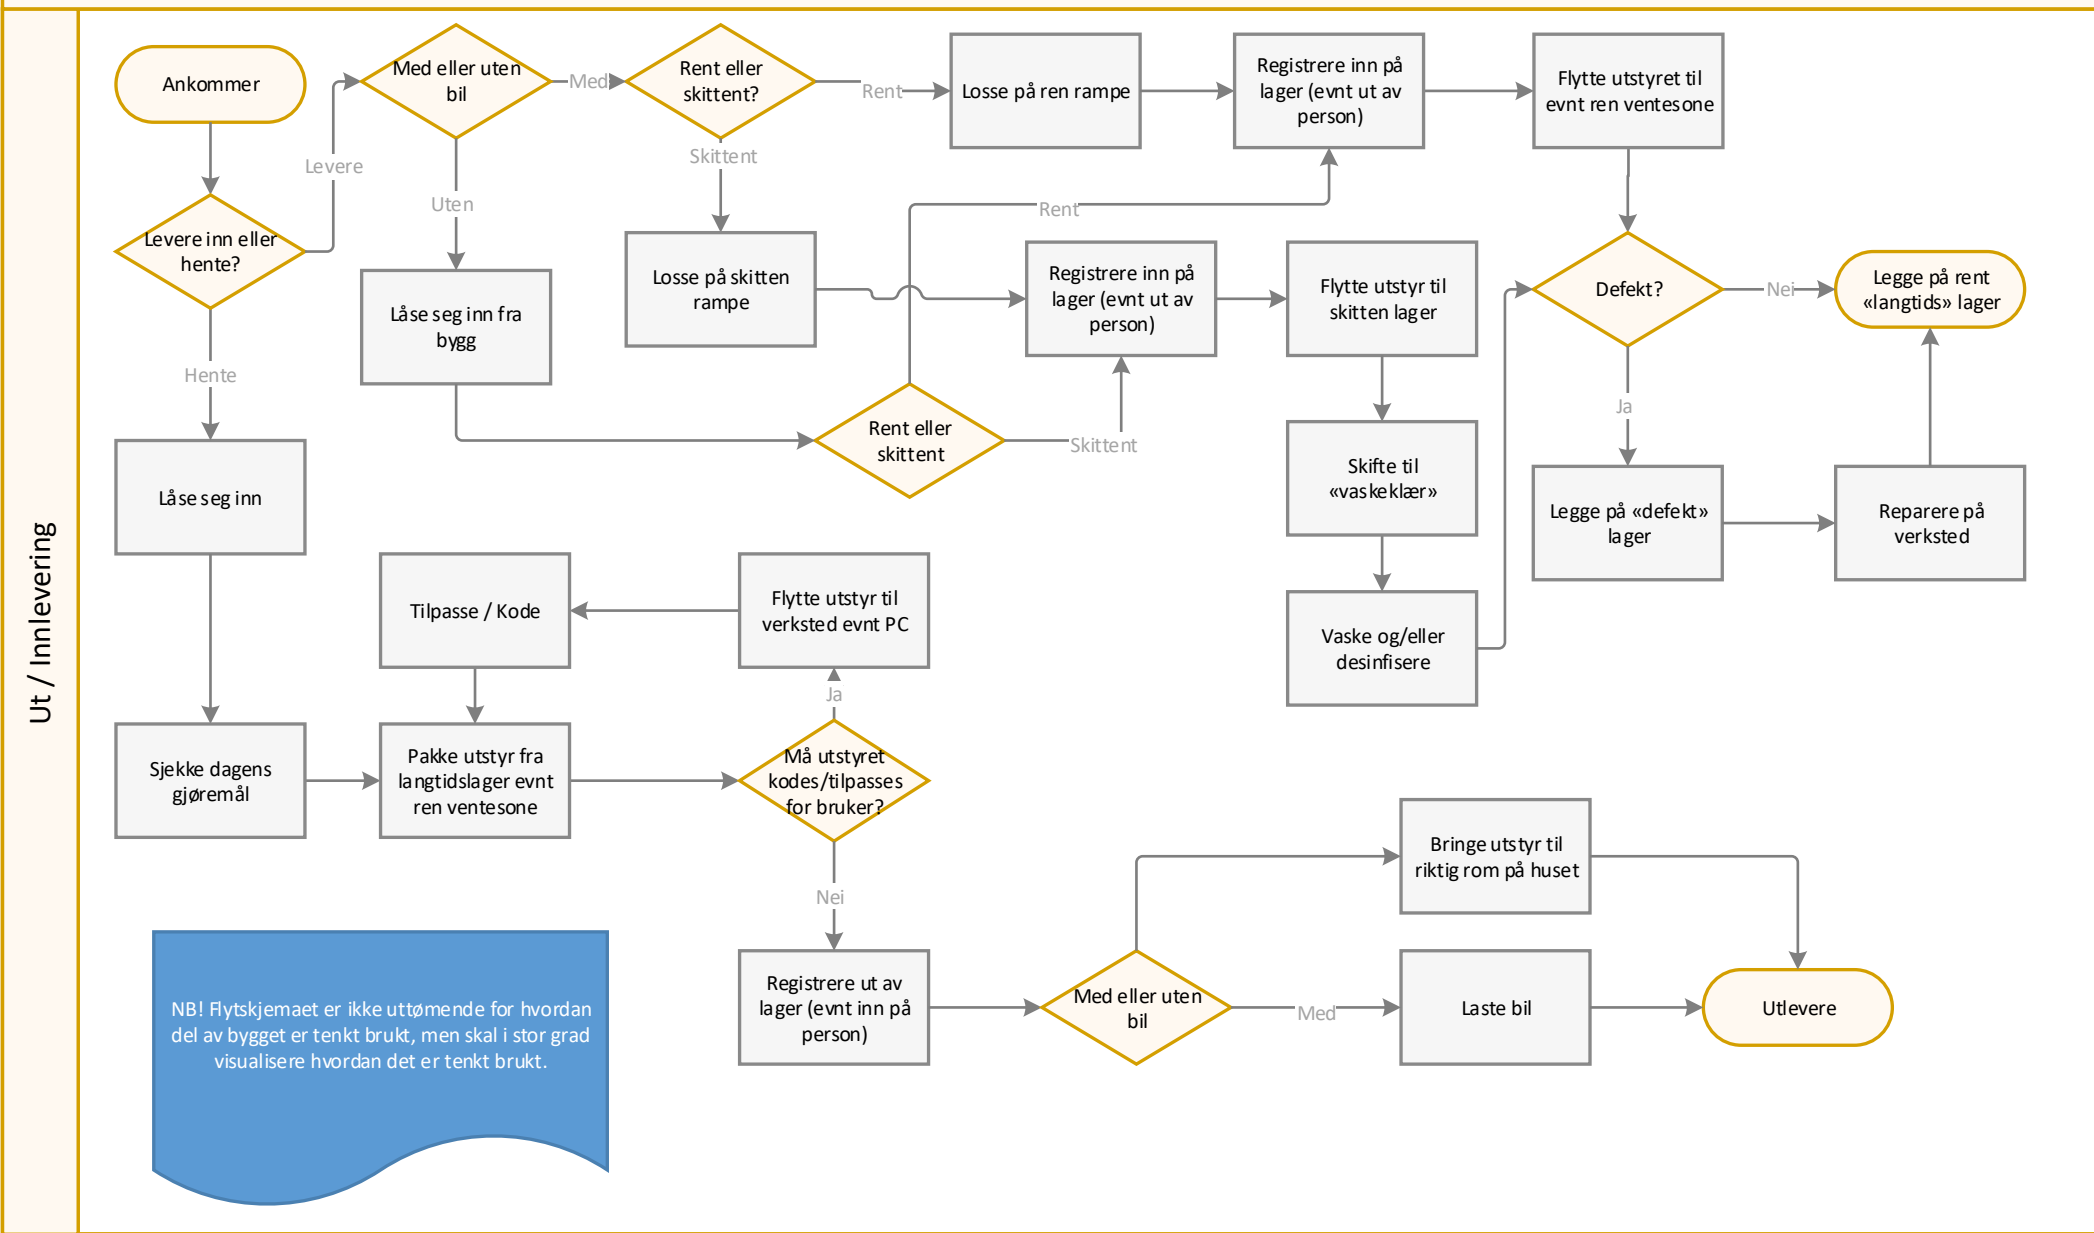 Ut / Innlevering
Ankommer
Levere inn eller
hente?
Levere
Hente
Med eller uten
bil
Med
Uten
Rent eller
skittent?
Rent
Skittent
Losse på ren rampe
Registrere inn på
lager (evnt ut av
person)
Flytte utstyret til
evnt ren ventesone
Låse seg inn fra
bygg
Losse på skitten
rampe
Rent
Registrere inn på
lager (evnt ut av
person)
Flytte utstyr til
skitten lager
Defekt?
Nei
Legge på rent
«langtids» lager
Ja
Rent eller
skittent
Skittent
Skifte til
«vaskeklær»
Legge på «defekt»
lager
Reparere på
verksted
Låse seg inn
Tilpasse / Kode
Flytte utstyr til
verksted evnt PC
Vaske og/eller
desinfisere
Ja
Sjekke dagens
gjøremål
Pakke utstyr fra
langtidslager evnt
ren ventesone
Må utstyret
kodes/tilpasses
for bruker?
Nei
Bringe utstyr til
riktig rom på huset
Registrere ut av
lager (evnt inn på
person)
Med eller uten
bil
Med
Laste bil
Utlevere
NB! Flytskjemaet er ikke uttømende for hvordan
del av bygget er tenkt brukt, men skal i stor grad
visualisere hvordan det er tenkt brukt.